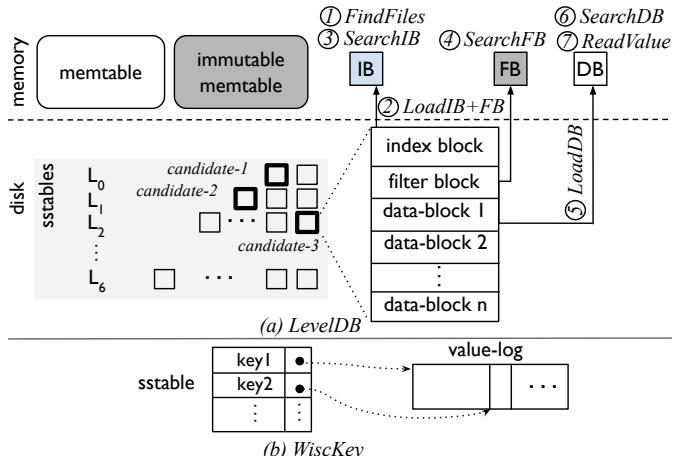 ① FindFiles
③ SearchIB
④ SearchFB
⑥ SearchDB
⑦ ReadValue
memory
memtable
immutable
memtable
IB
FB
DB
② LoadIB+FB
⑤ LoadDB
disk
sstables
L0
L1
L2
⋮
L6
candidate-1
candidate-2
candidate-3
...
...
index block
filter block
data-block 1
data-block 2
⋮
data-block n
(a) LevelDB
sstable
key1
key2
⋮ ⋮
value-log
...
(b) WiscKey